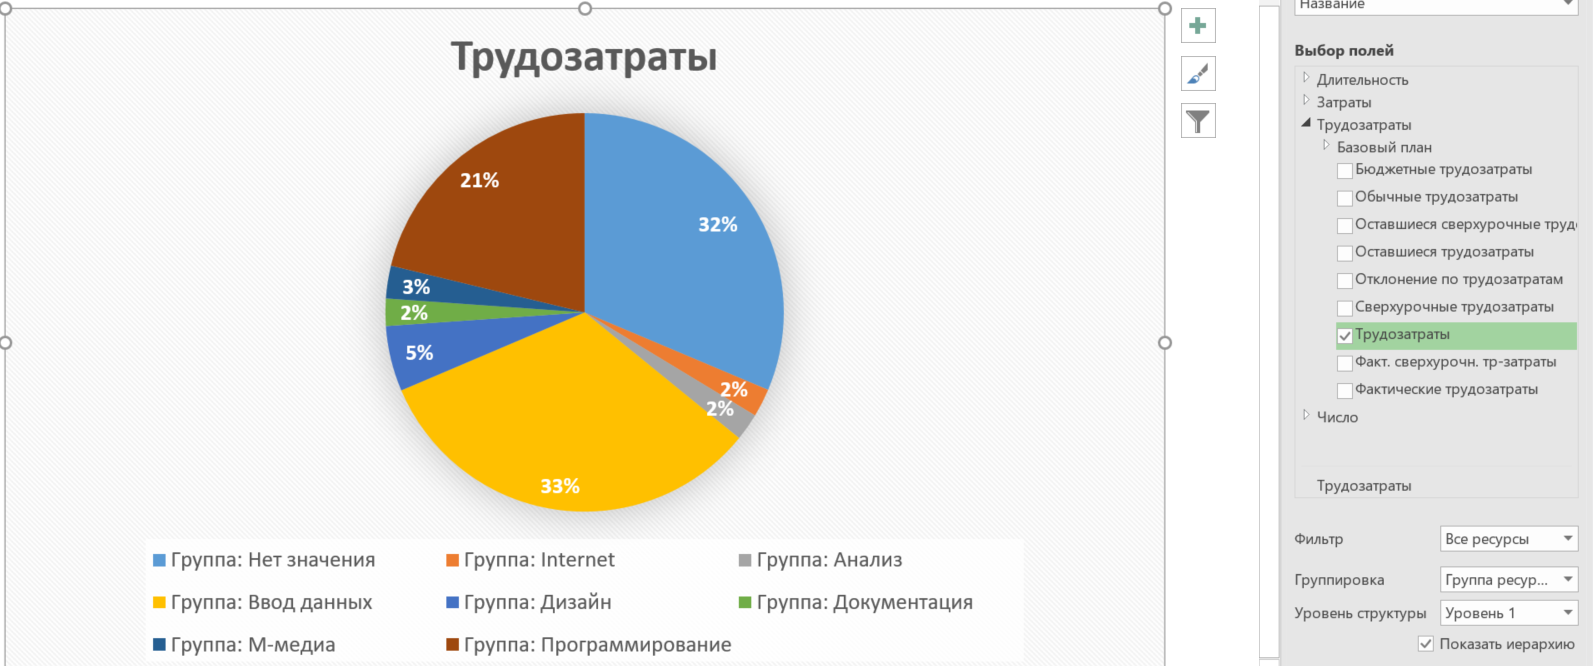 Трудозатраты
21%
32%
3%
2%
5%
2%
2%
33%
Группа: Нет значения
Группа: Internet
Группа: Анализ
Группа: Ввод данных
Группа: Дизайн
Группа: Документация
Группа: М-медиа
Группа: Программирование
Название
Выбор полей
Длительность
Затраты
Трудозатраты
Базовый план
Бюджетные трудозатраты
Обычные трудозатраты
Оставшиеся сверхурочные труд
Оставшиеся трудозатраты
Отклонение по трудозатратам
Сверхурочные трудозатраты
Трудозатраты
Факт. сверхурочн. тр-затраты
Фактические трудозатраты
Число
Трудозатраты
Фильтр
Все ресурсы
Группировка
Группа ресур...
Уровень структуры
Уровень 1
Показать иерархию